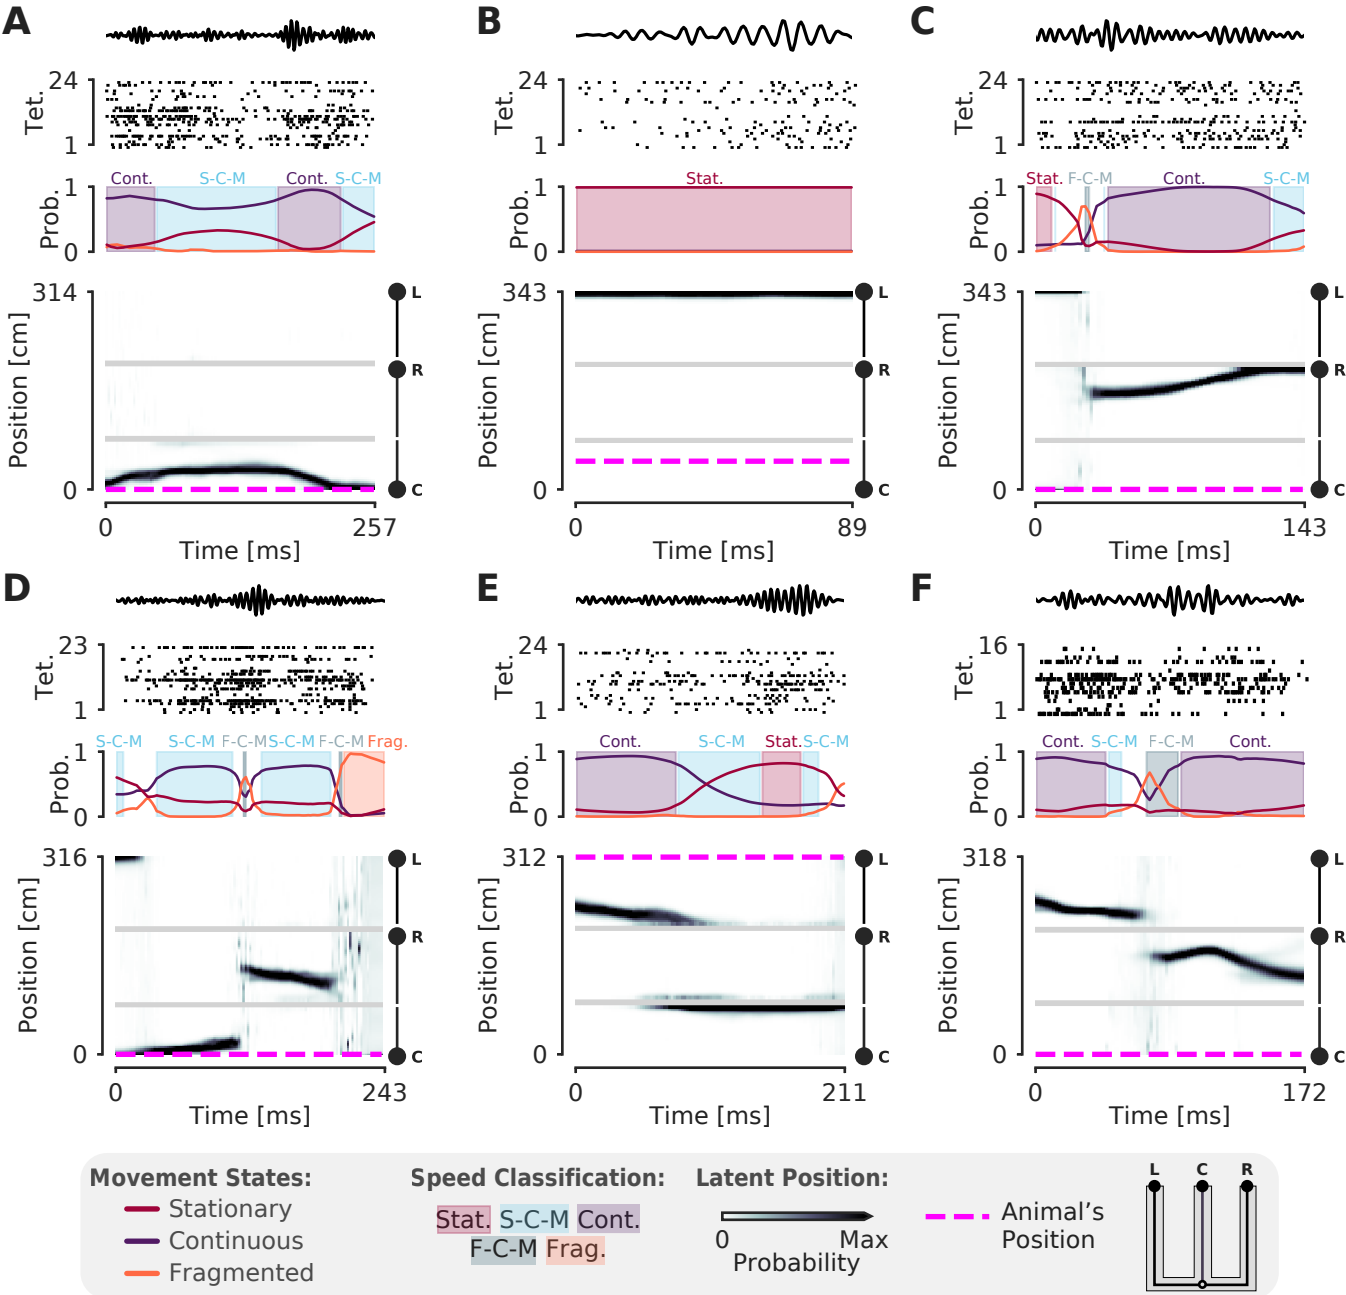 A
B
C
Tet.
24
1
Tet.
24
1
Tet.
24
1
Prob.
1
0
Cont.
S-C-M
Cont.
S-C-M
Prob.
1
0
Stat.
Prob.
1
0
Stat.
F-C-M
Cont.
S-C-M
Position [cm]
314
0
L
R
C
0
257
Time [ms]
Position [cm]
343
0
L
R
C
0
89
Time [ms]
Position [cm]
343
0
L
R
C
0
143
Time [ms]
D
E
F
Tet.
23
1
Tet.
24
1
Tet.
16
1
Prob.
1
0
S-C-M
S-C-M
F-C-M
S-C-M
F-C-M
Frag.
Prob.
1
0
Cont.
S-C-M
Stat.
S-C-M
Prob.
1
0
Cont.
S-C-M
F-C-M
Cont.
Position [cm]
316
0
L
R
C
0
243
Time [ms]
Position [cm]
312
0
L
R
C
0
211
Time [ms]
Position [cm]
318
0
L
R
C
0
172
Time [ms]
Movement States:
Stationary
Continuous
Fragmented
Speed Classification:
Stat. S-C-M Cont.
F-C-M Frag.
Latent Position:
0 Max
Probability
Animal's
Position
L C R